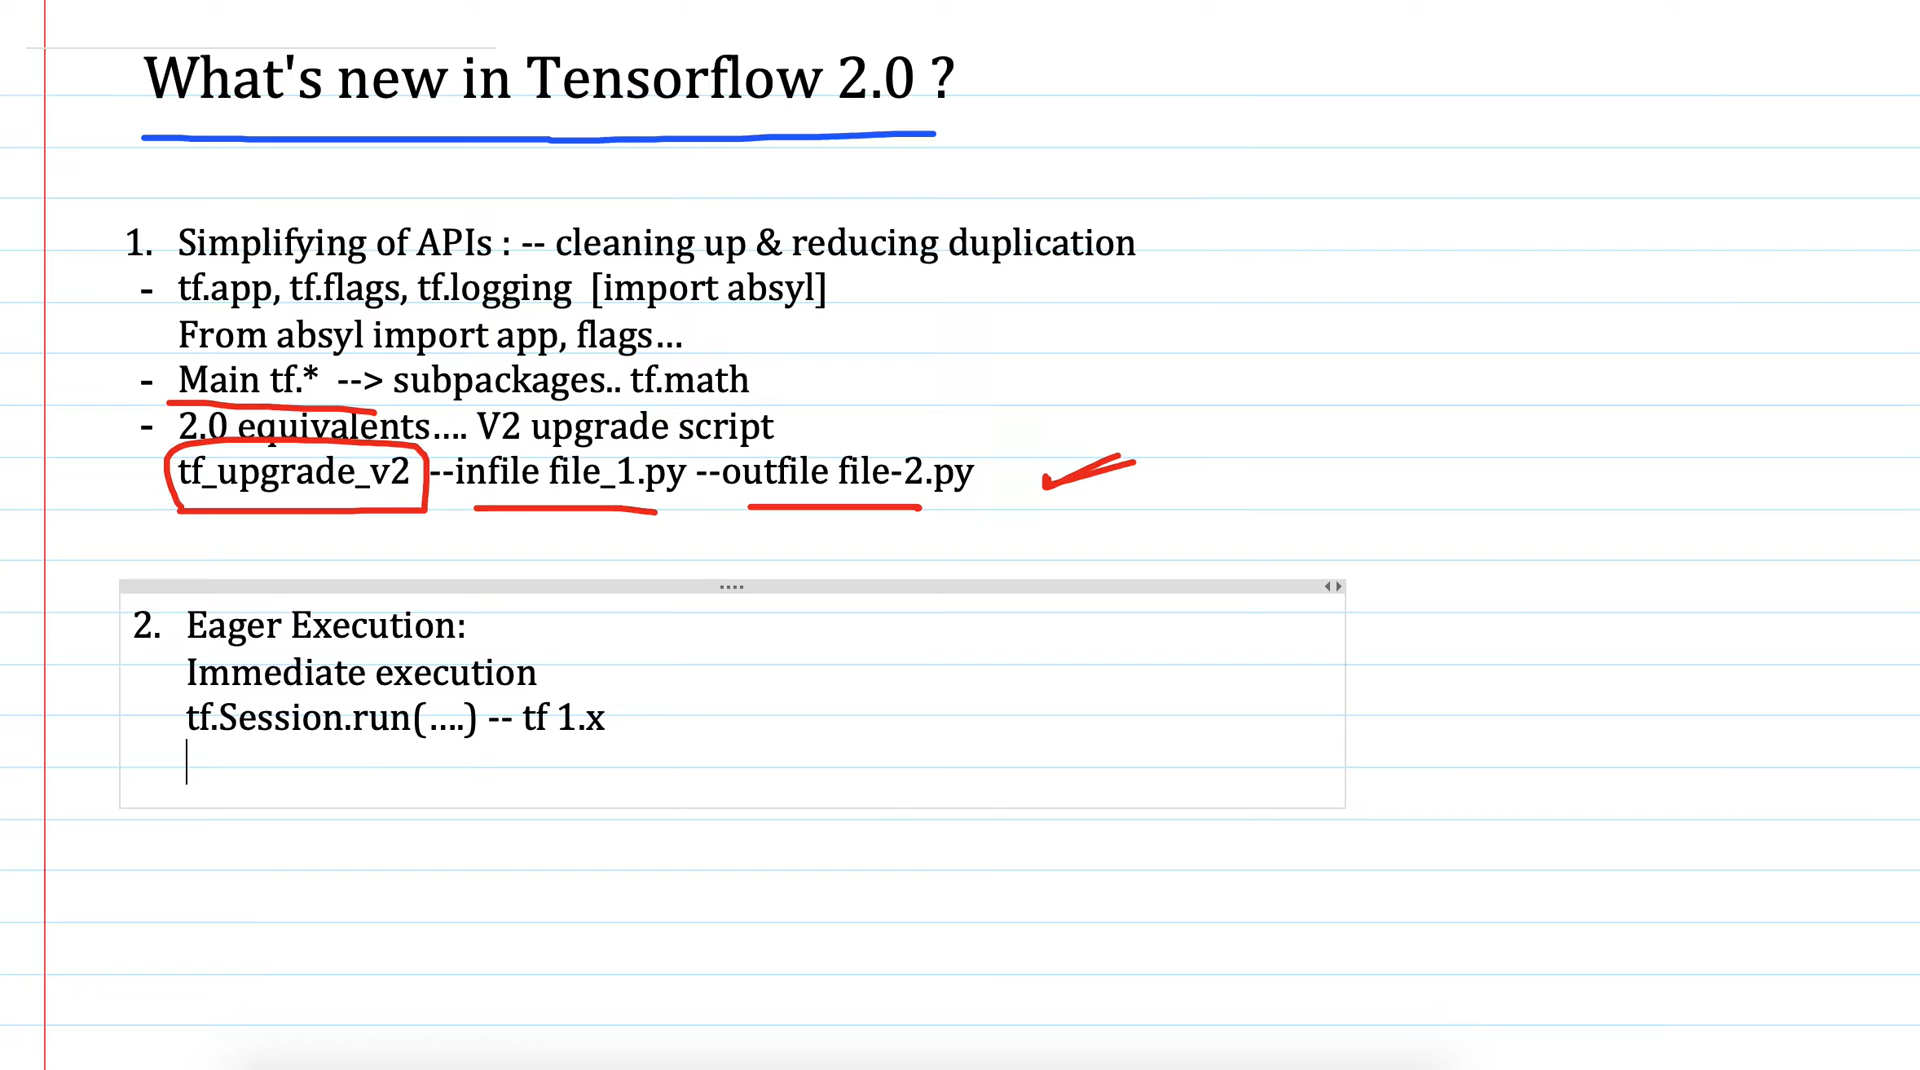 What's new in Tensorflow 2.0 ?
1. Simplifying of APIs : -- cleaning up & reducing duplication
- tf.app, tf.flags, tf.logging [import absyl]
From absyl import app, flags...
- Main tf.* --> subpackages.. tf.math
- 2.0 equivalents.... V2 upgrade script
tf_upgrade_v2 --infile file_1.py --outfile file-2.py
2. Eager Execution:
Immediate execution
tf.Session.run(....) -- tf 1.x